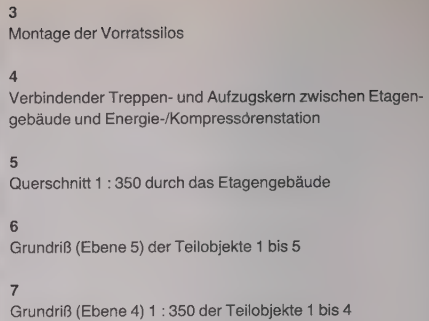 3
Montage der Vorratssilos
4
Verbindender Treppen- und Aufzugskern zwischen Etagen-
gebäude und Energie-/Kompressorenstation
5
Querschnitt 1 : 350 durch das Etagengebäude
6
Grundriß (Ebene 5) der Teilobjekte 1 bis 5
7
Grundriß (Ebene 4) 1 : 350 der Teilobjekte 1 bis 4